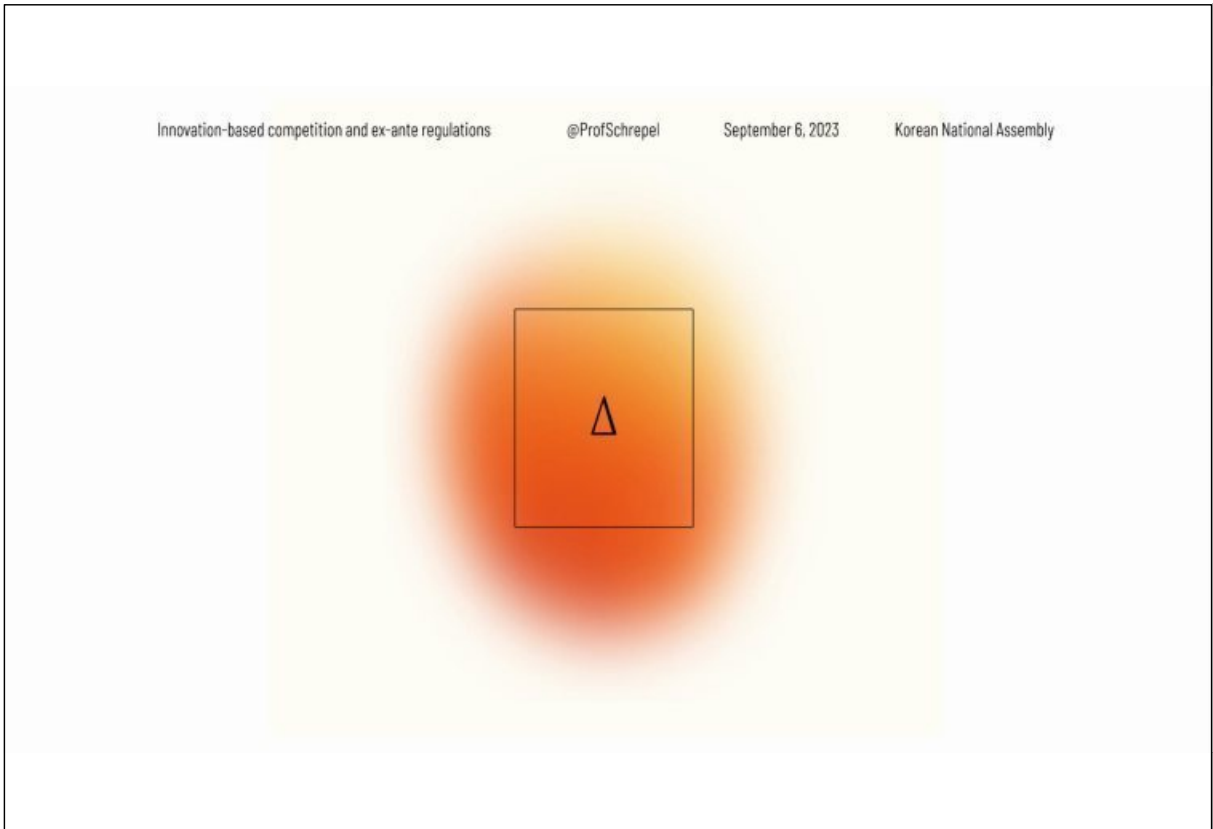 Innovation-based competition and ex-ante regulations @ProfSchrepel September 6, 2023 Korean National Assembly
Δ